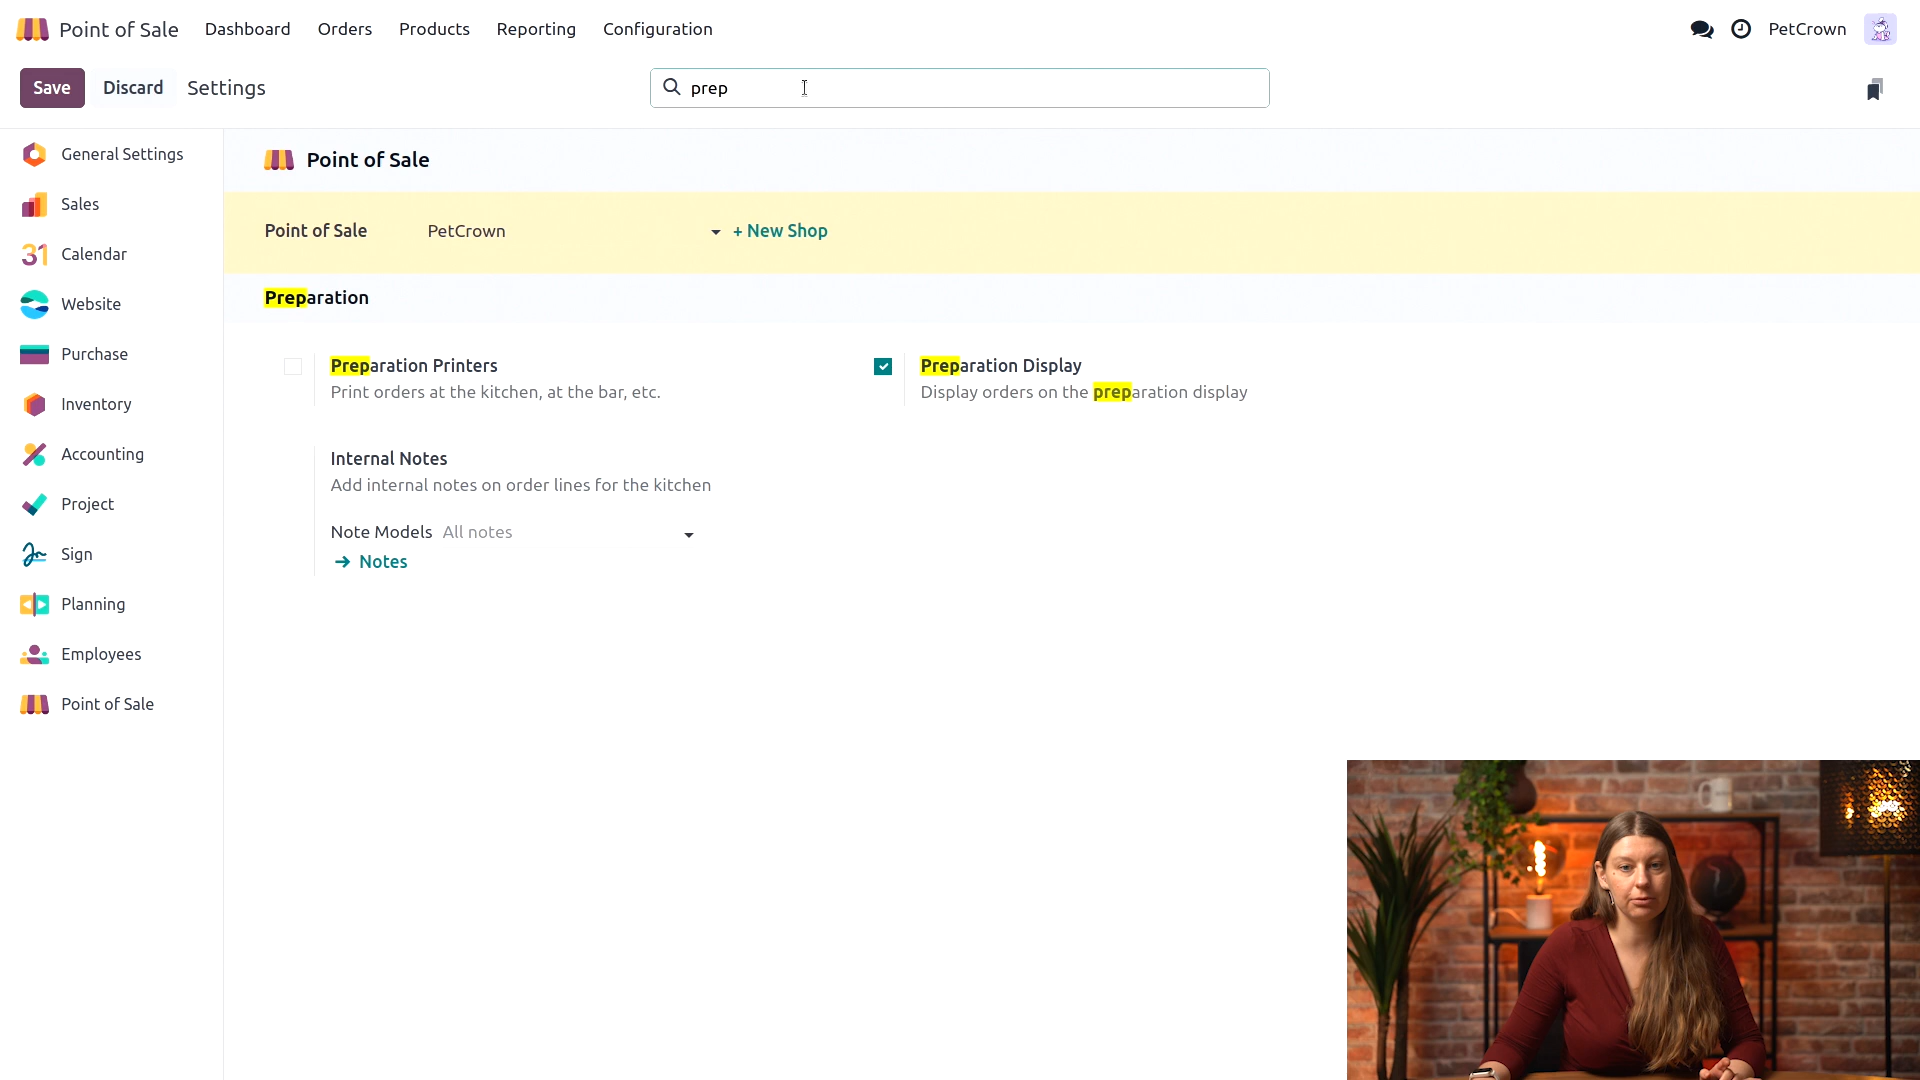 Point of Sale Dashboard Orders Products Reporting Configuration PetCrown
Save Discard Settings prep
General Settings
Sales
31 Calendar
Website
Purchase
Inventory
Accounting
Project
Sign
Planning
Employees
Point of Sale
Point of Sale
Point of Sale PetCrown + New Shop
Preparation
Preparation Printers
Print orders at the kitchen, at the bar, etc.
Preparation Display
Display orders on the preparation display
Internal Notes
Add internal notes on order lines for the kitchen
Note Models All notes
→ Notes